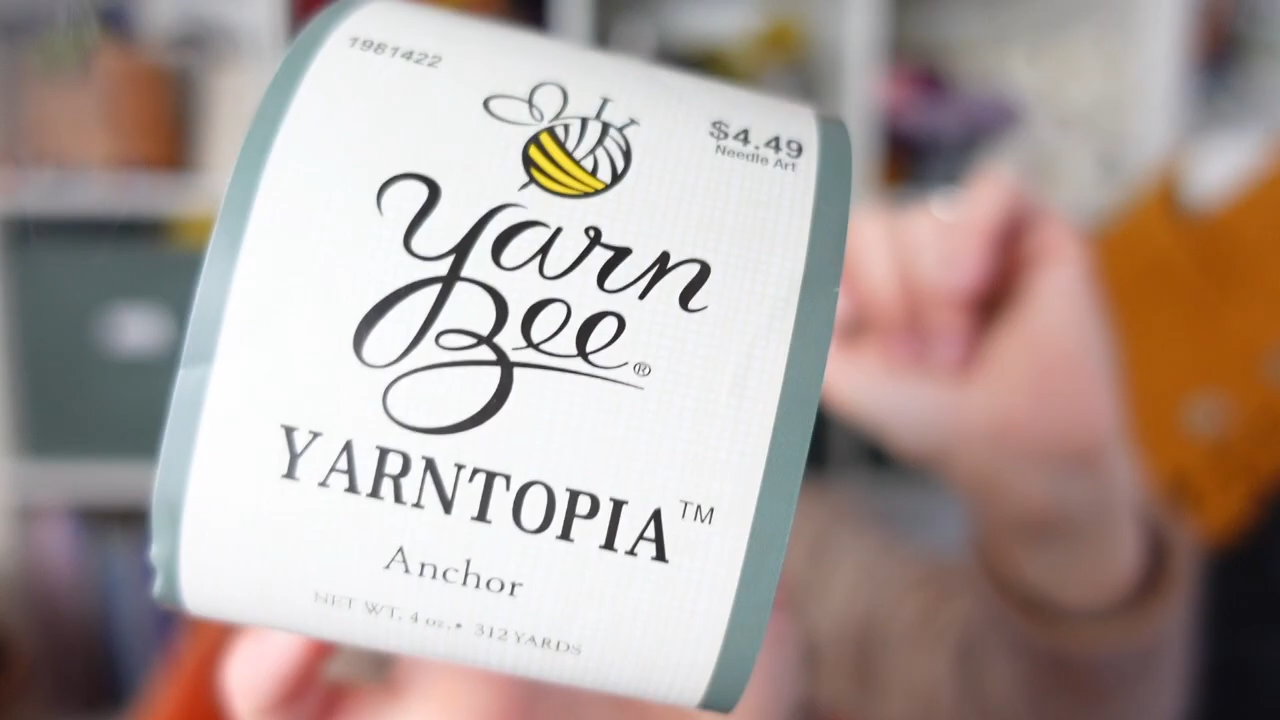 1981422
$4.49
Needle Art
Yarn
Bee®
YARNTOPIA™
Anchor
NET WT. 4 oz. • 312 YARDS